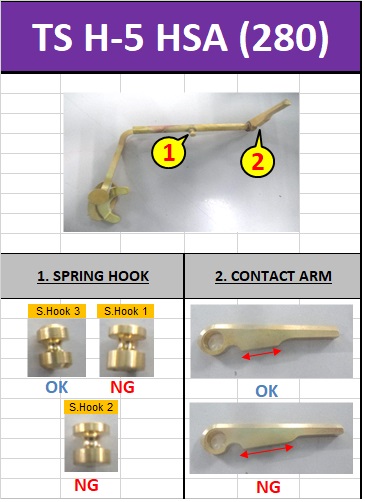 TS H-5 HSA (280)
1
2
1. SPRING HOOK
2. CONTACT ARM
S.Hook 3
S.Hook 1
OK
NG
OK
S.Hook 2
NG
NG